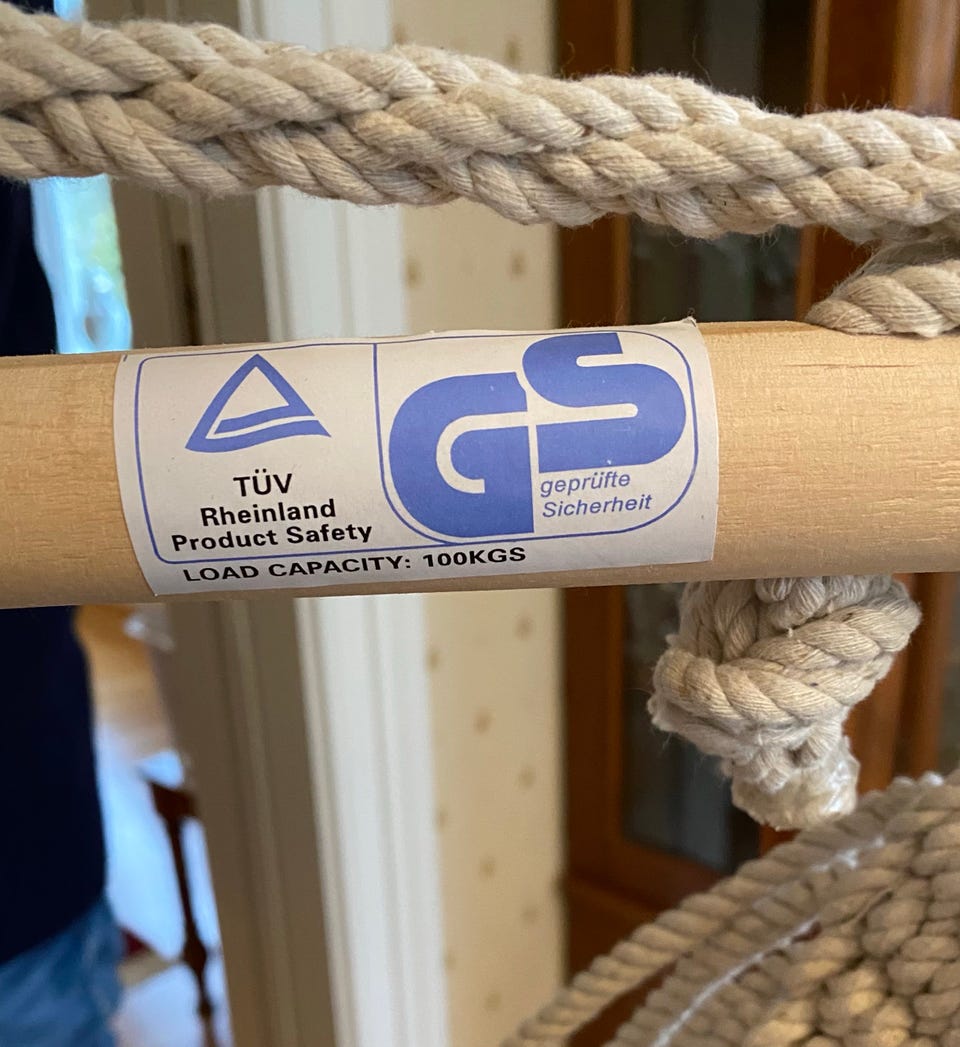 TÜV
Rheinland
Product Safety
GS
geprüfte
Sicherheit
LOAD CAPACITY: 100KGS